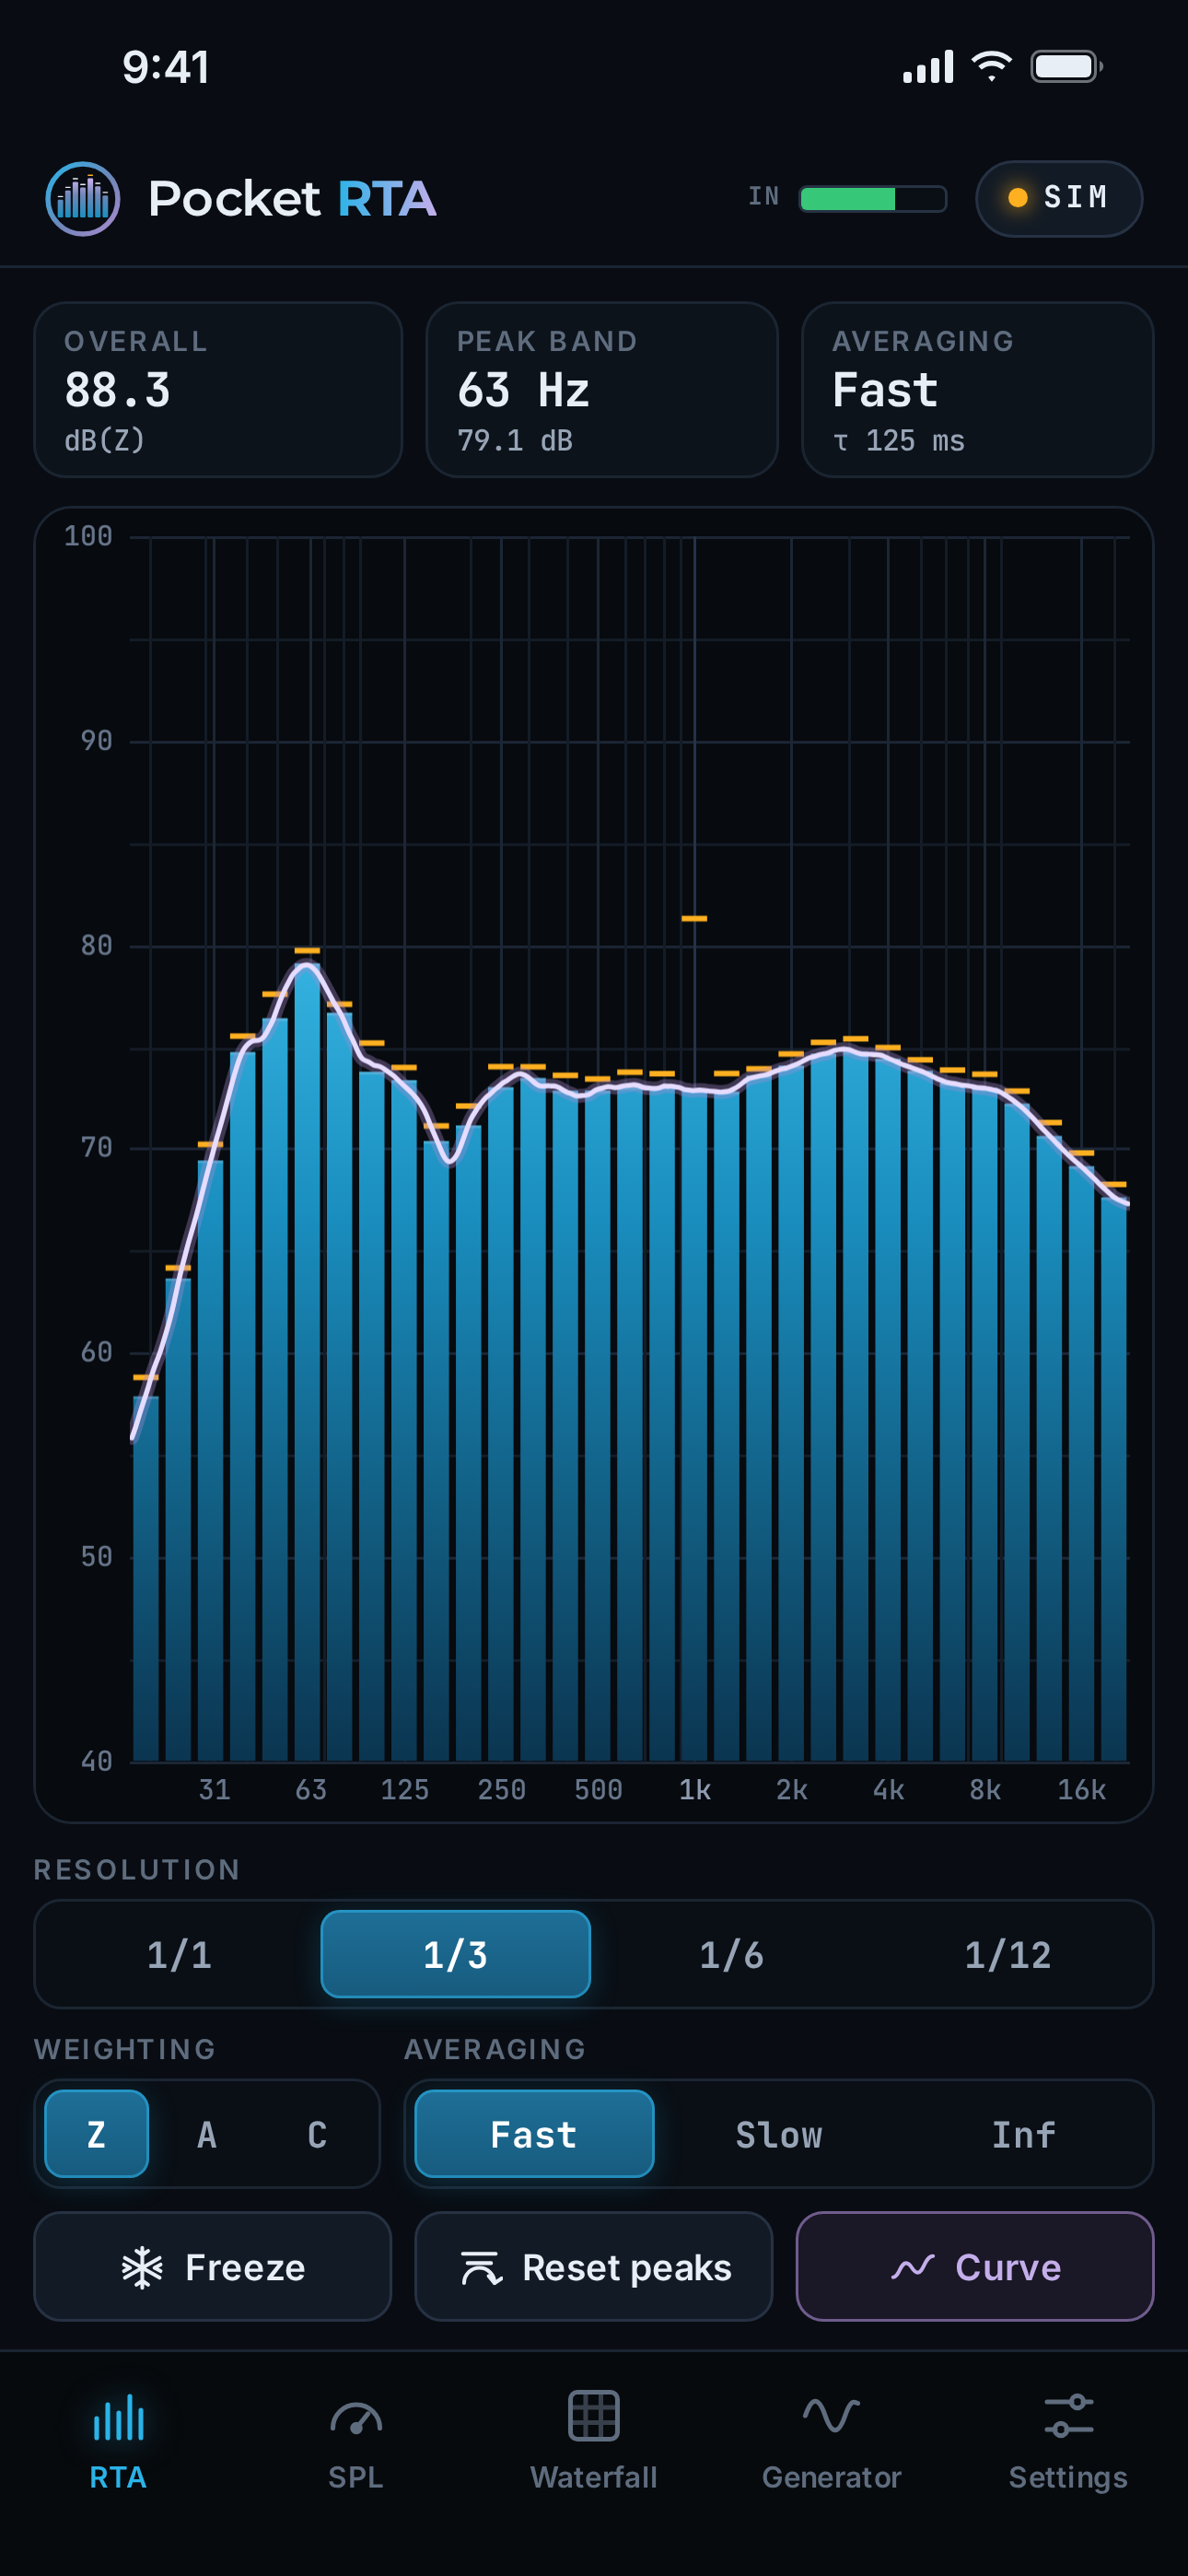 9:41
Pocket RTA
IN
SIM
OVERALL
88.3
dB(Z)
PEAK BAND
63 Hz
79.1 dB
AVERAGING
Fast
τ 125 ms
100
90
80
70
60
50
40
31 63 125 250 500 1k 2k 4k 8k 16k
RESOLUTION
1/1 1/3 1/6 1/12
WEIGHTING
Z A C
AVERAGING
Fast Slow Inf
Freeze Reset peaks Curve
RTA SPL Waterfall Generator Settings